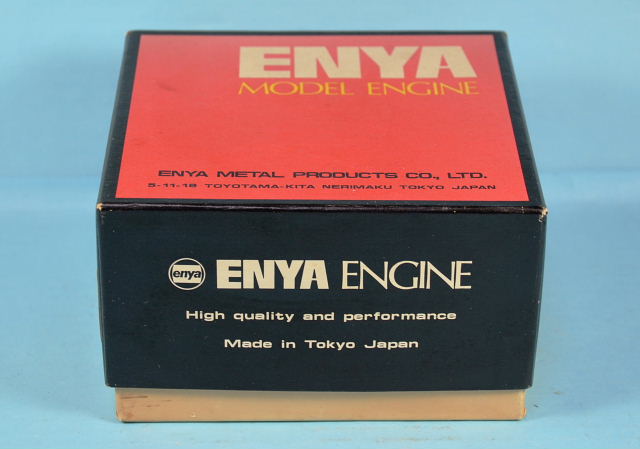 ENYA
MODEL ENGINE
ENYA METAL PRODUCTS CO., LTD.
5-11-18 TOYOTAMA-KITA NERIMAKU TOKYO JAPAN
enya ENYA ENGINE
High quality and performance
Made in Tokyo Japan